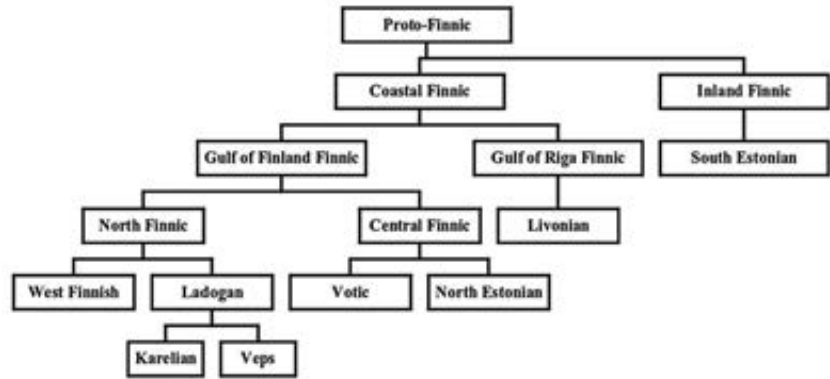 Proto-Finnic
Coastal Finnic
Inland Finnic
Gulf of Finland Finnic
Gulf of Riga Finnic
South Estonian
North Finnic
Central Finnic
Livonian
West Finnish
Ladogan
Votic
North Estonian
Karelian
Veps